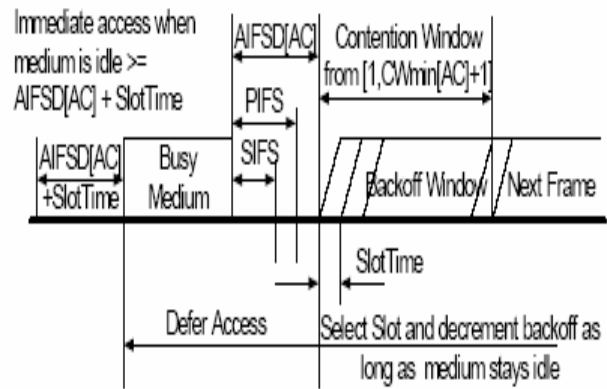 Immediate access when
medium is idle >=
AIFSD[AC] + SlotTime
AIFSD[AC]
Contention Window
from [1,CWmin[AC]+1]
PIFS
AIFSD[AC]
+SlotTime
Busy
Medium
SIFS
Backoff Window
Next Frame
SlotTime
Defer Access
Select Slot and decrement backoff as
long as medium stays idle